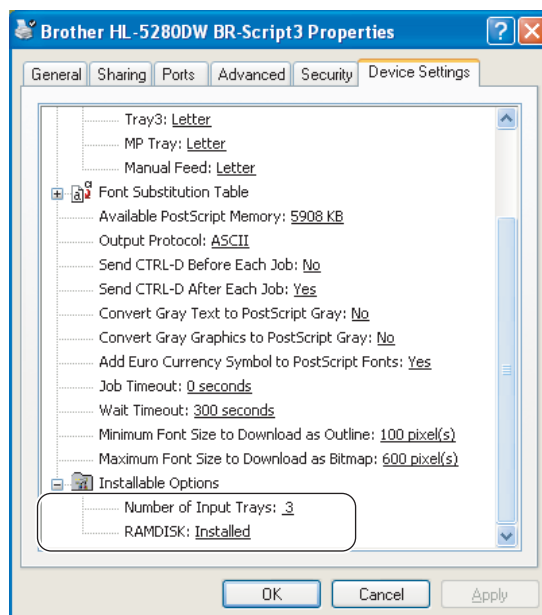 Brother HL-5280DW BR-Script3 Properties
General Sharing Ports Advanced Security Device Settings
Tray3: Letter
MP Tray: Letter
Manual Feed: Letter
Font Substitution Table
Available PostScript Memory: 5908 KB
Output Protocol: ASCII
Send CTRL-D Before Each Job: No
Send CTRL-D After Each Job: Yes
Convert Gray Text to PostScript Gray: No
Convert Gray Graphics to PostScript Gray: No
Add Euro Currency Symbol to PostScript Fonts: Yes
Job Timeout: 0 seconds
Wait Timeout: 300 seconds
Minimum Font Size to Download as Outline: 100 pixel(s)
Maximum Font Size to Download as Bitmap: 600 pixel(s)
Installable Options
Number of Input Trays: 3
RAMDISK: Installed
OK Cancel Apply